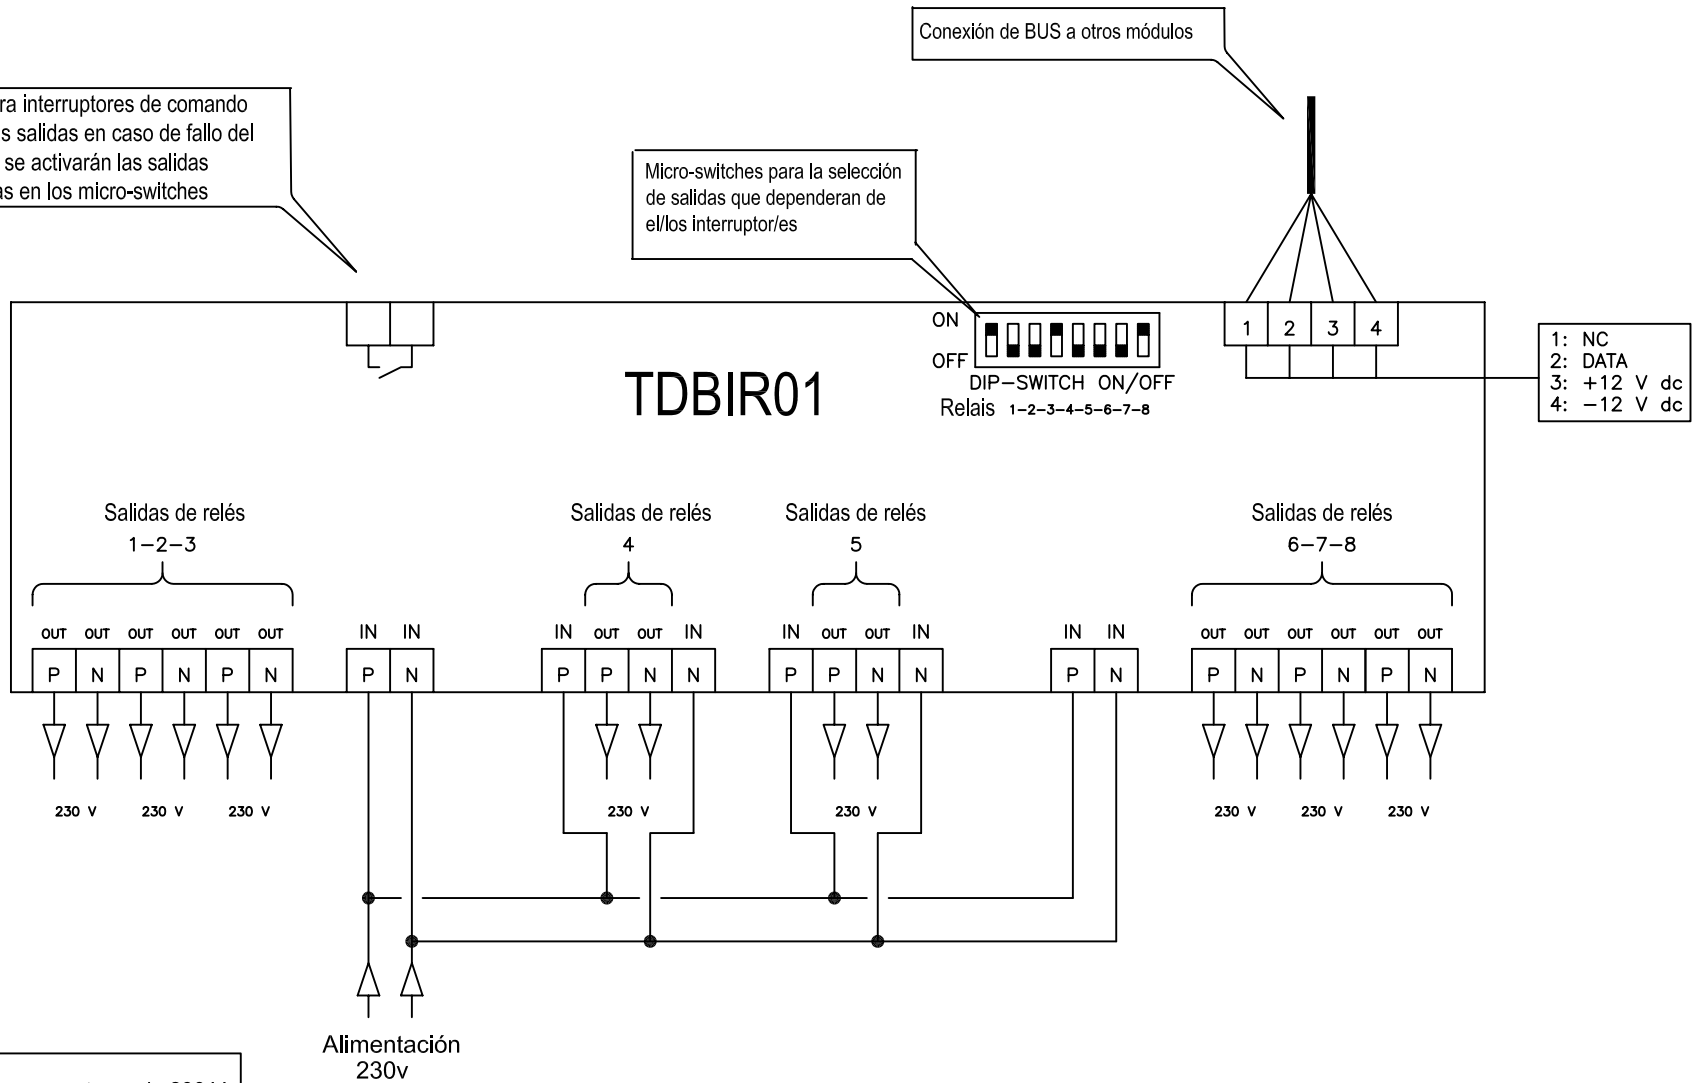 Conexión de BUS a otros módulos
interruptores de comando
salidas en caso de fallo del
se activarán las salidas
en los micro-switches
Micro-switches para la selección
de salidas que dependeran de
el/los interruptor/es
ON
OFF
DIP-SWITCH ON/OFF
Relais 1-2-3-4-5-6-7-8
1 2 3 4
1: NC
2: DATA
3: +12 V dc
4: -12 V dc
TDBIR01
Salidas de relés
1-2-3
Salidas de relés
4
Salidas de relés
5
Salidas de relés
6-7-8
OUT OUT OUT OUT OUT OUT IN IN IN OUT OUT IN IN OUT OUT IN IN IN OUT OUT OUT OUT OUT OUT
P N P N P N P N P P N N P P N N P N P N P N P N
230 V 230 V 230 V 230 V 230 V 230 V 230 V 230 V
Alimentación
230v